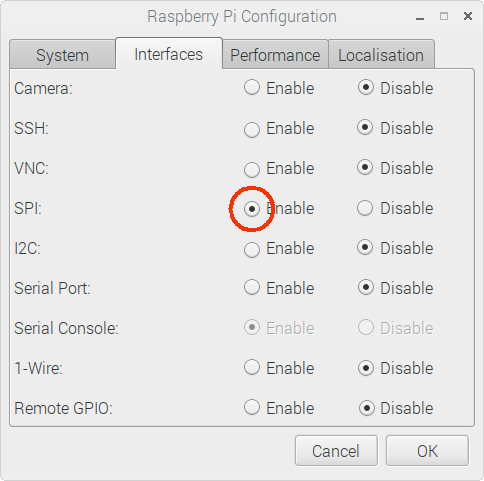 Raspberry Pi Configuration
System Interfaces Performance Localisation
Camera: Enable Disable
SSH: Enable Disable
VNC: Enable Disable
SPI: Enable Disable
I2C: Enable Disable
Serial Port: Enable Disable
Serial Console: Enable Disable
1-Wire: Enable Disable
Remote GPIO: Enable Disable
Cancel OK